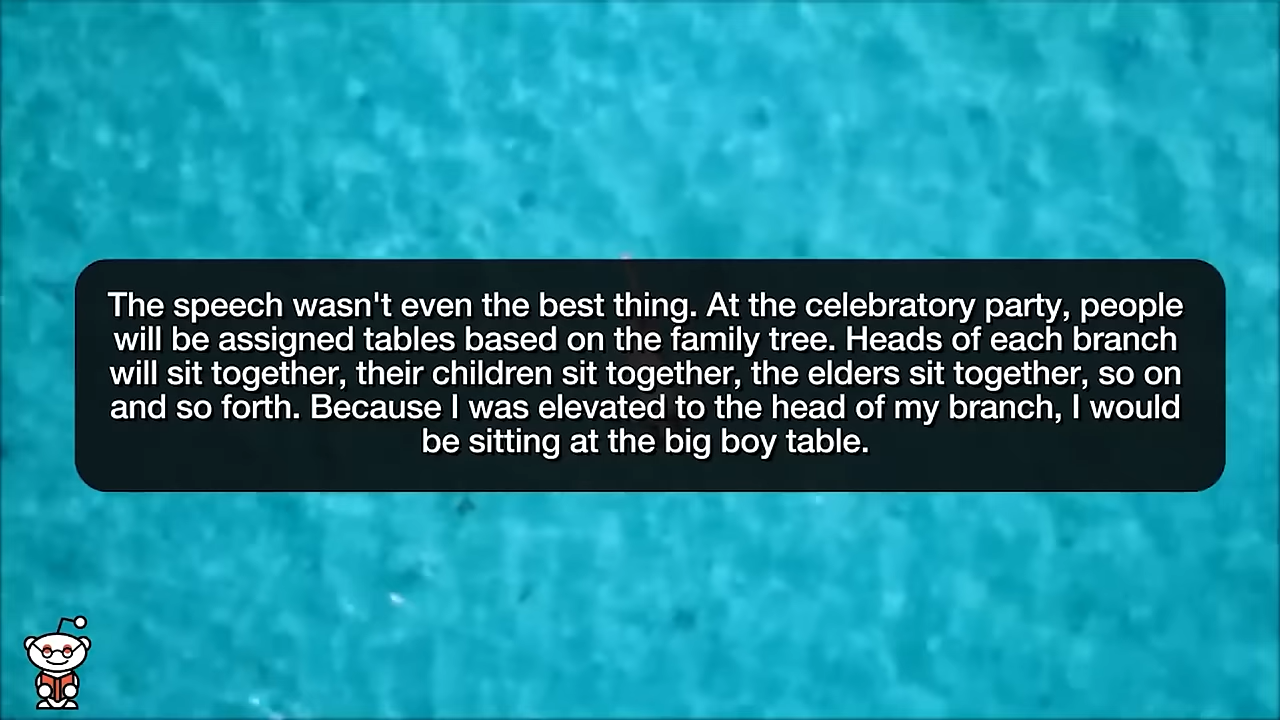 The speech wasn't even the best thing. At the celebratory party, people
will be assigned tables based on the family tree. Heads of each branch
will sit together, their children sit together, the elders sit together, so on
and so forth. Because I was elevated to the head of my branch, I would
be sitting at the big boy table.